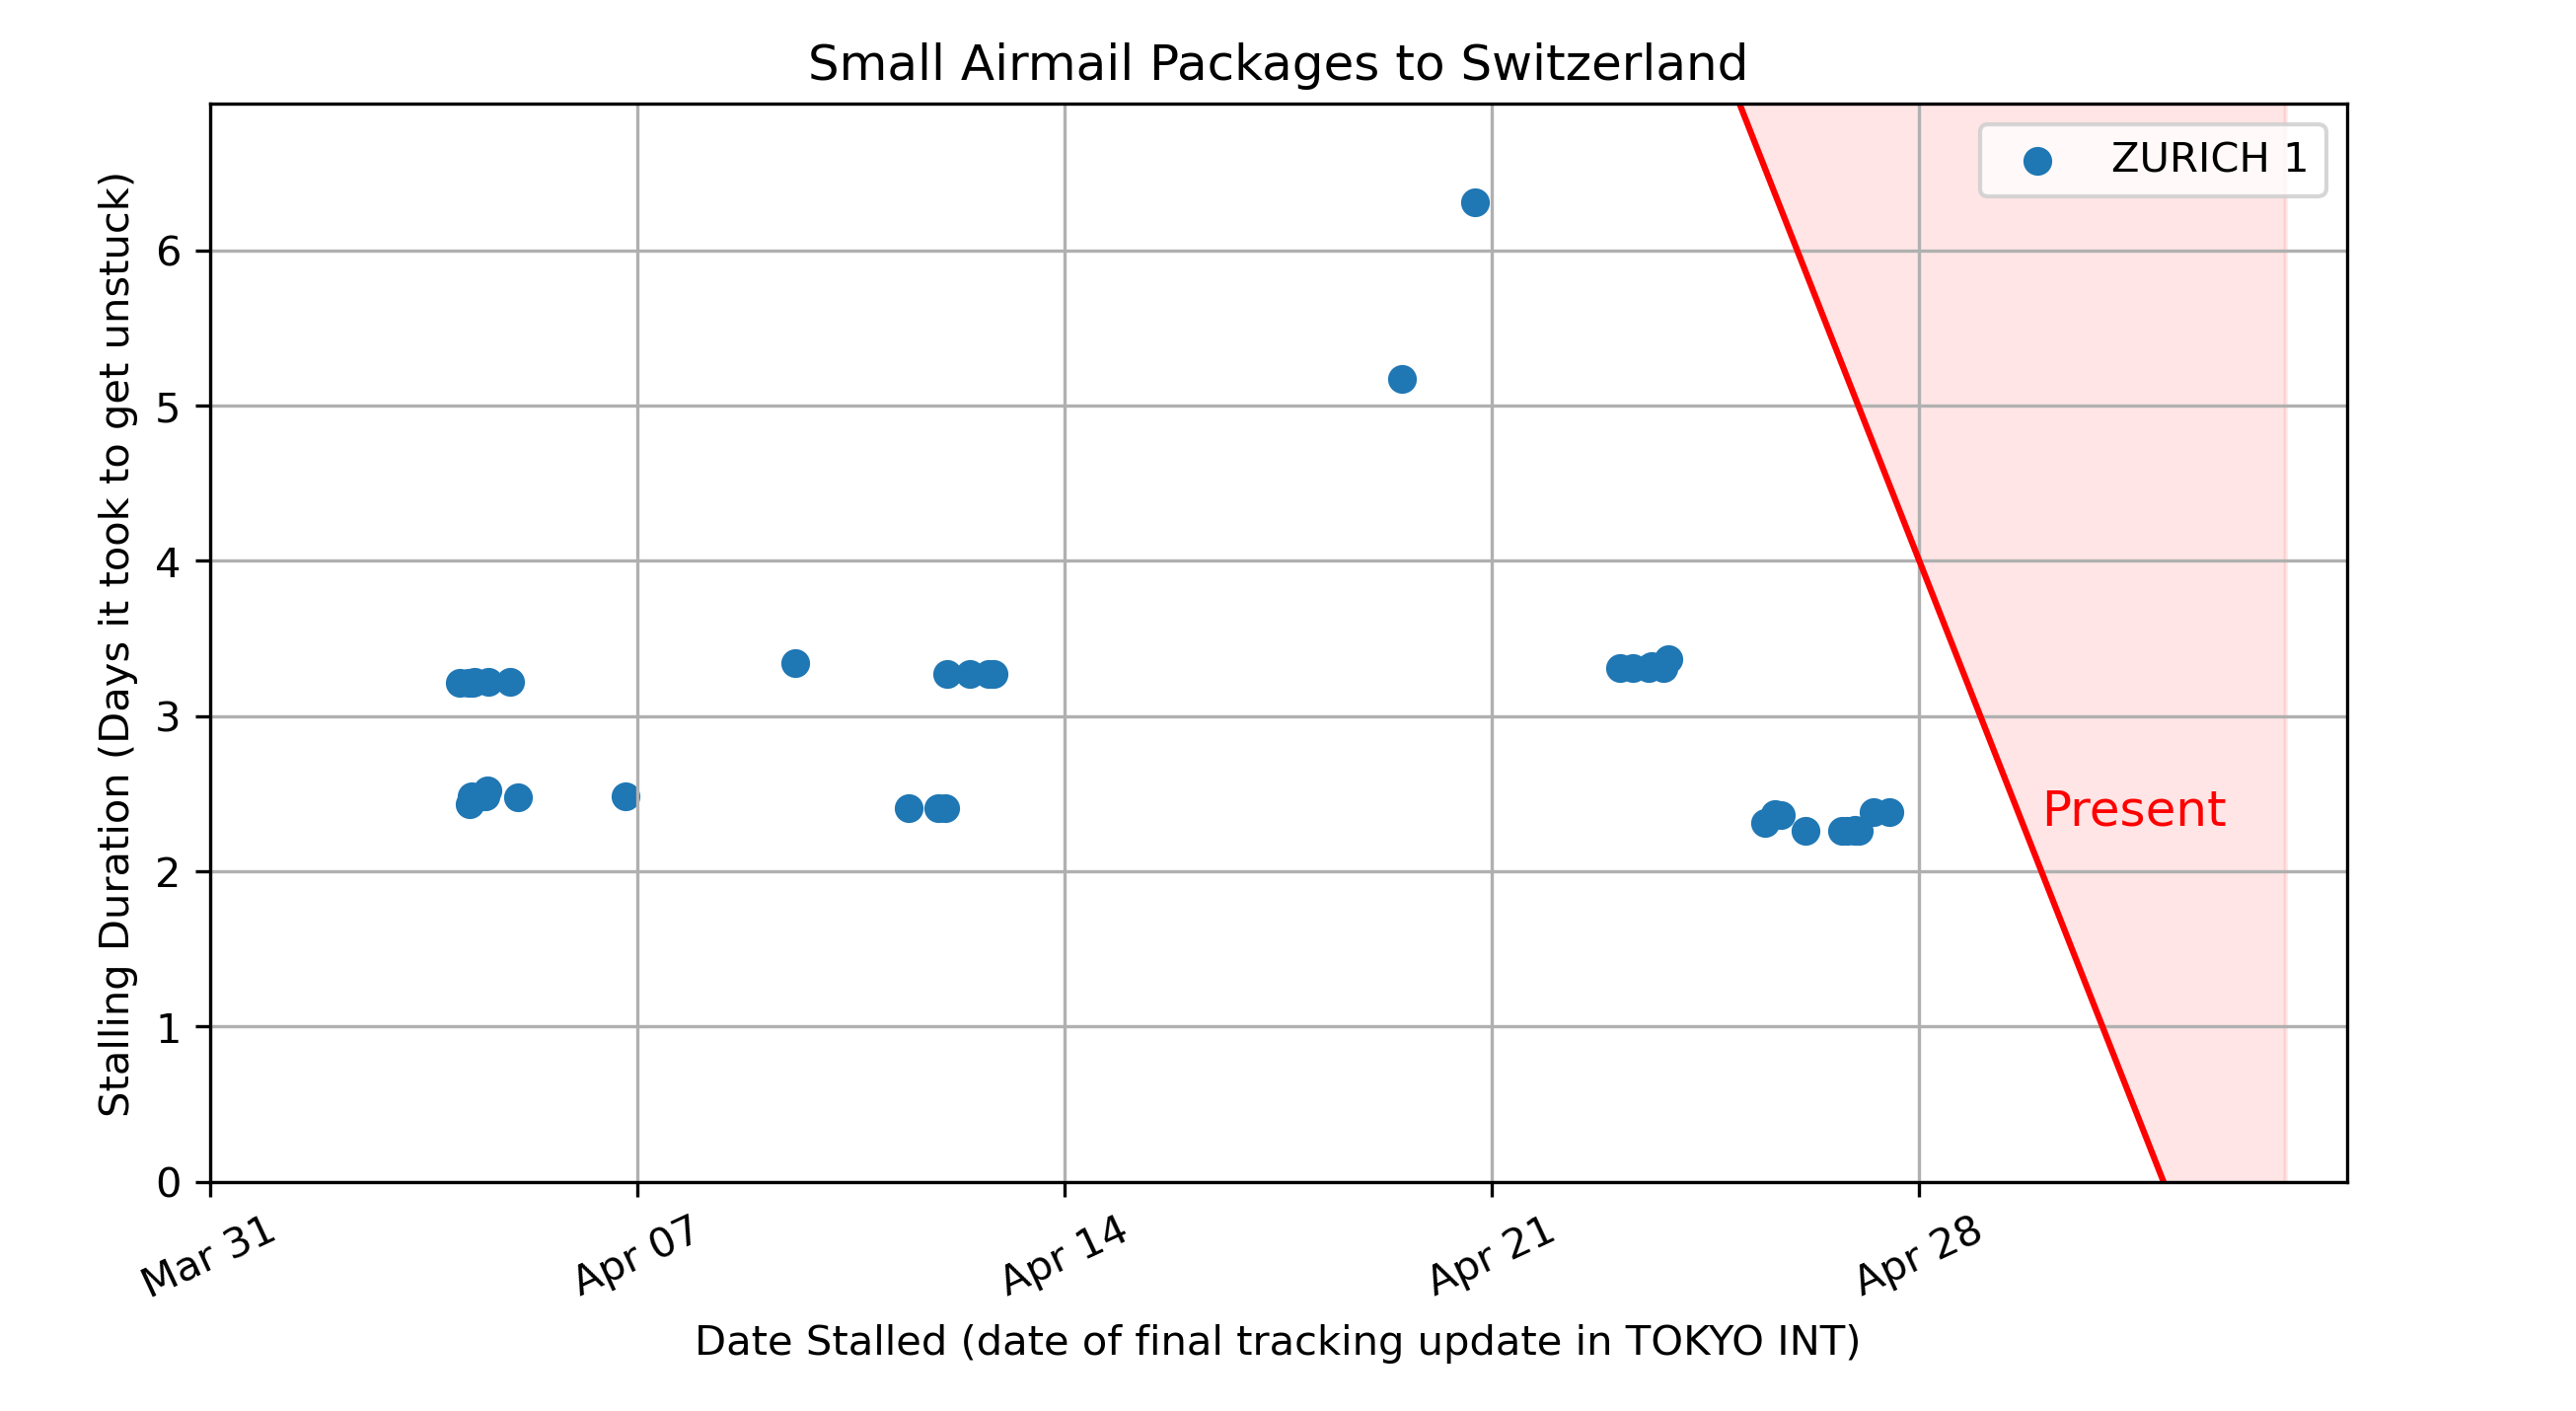 Small Airmail Packages to Switzerland
ZURICH 1
Stalling Duration (Days it took to get unstuck)
6
5
4
3
2
1
0
Present
Mar 31
Apr 07
Apr 14
Apr 21
Apr 28
Date Stalled (date of final tracking update in TOKYO INT)